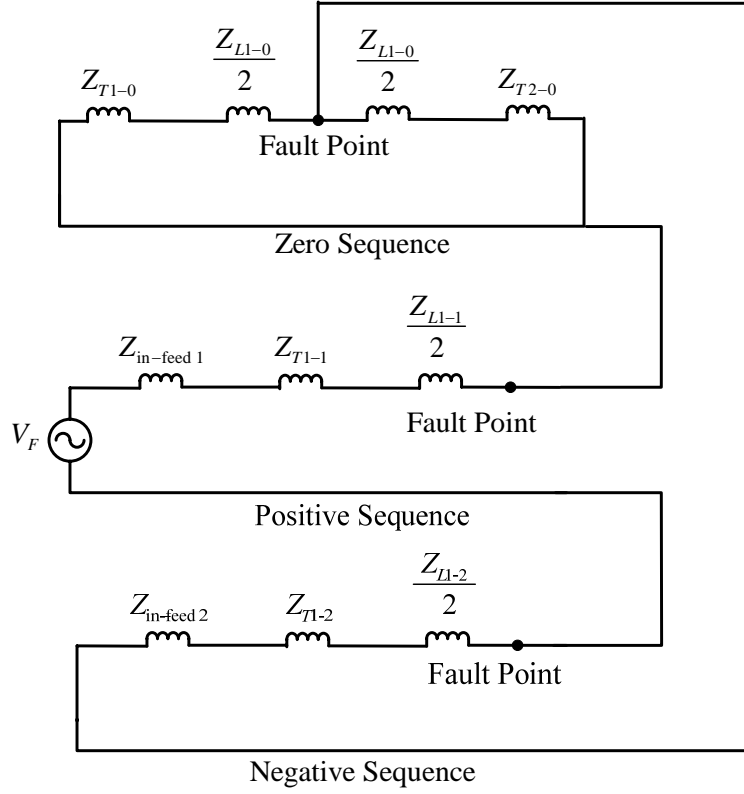 Z_{T1–0}
Z_{L1–0}/2
Z_{L1–0}/2
Z_{T2–0}
Fault Point
Zero Sequence
Z_{in–feed 1}
Z_{T1–1}
Z_{L1–1}/2
Fault Point
V_F
Positive Sequence
Z_{in-feed 2}
Z_{T1-2}
Z_{L1-2}/2
Fault Point
Negative Sequence